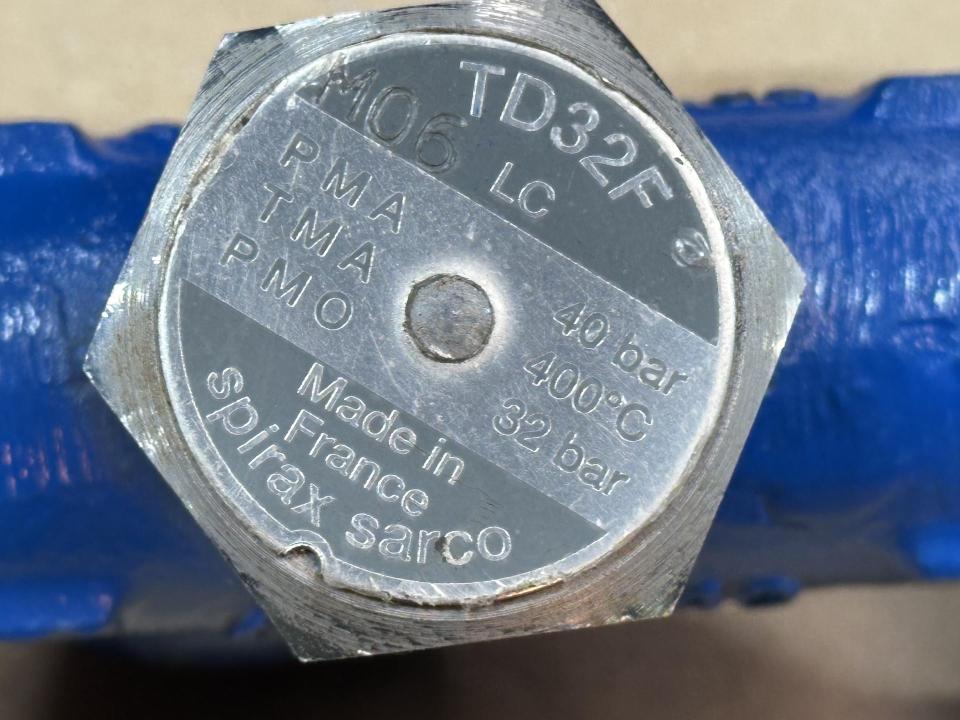 TD32F
M06
LC
PMA 40 bar
TMA 400°C
PMO 32 bar
Made in
France
spirax sarco